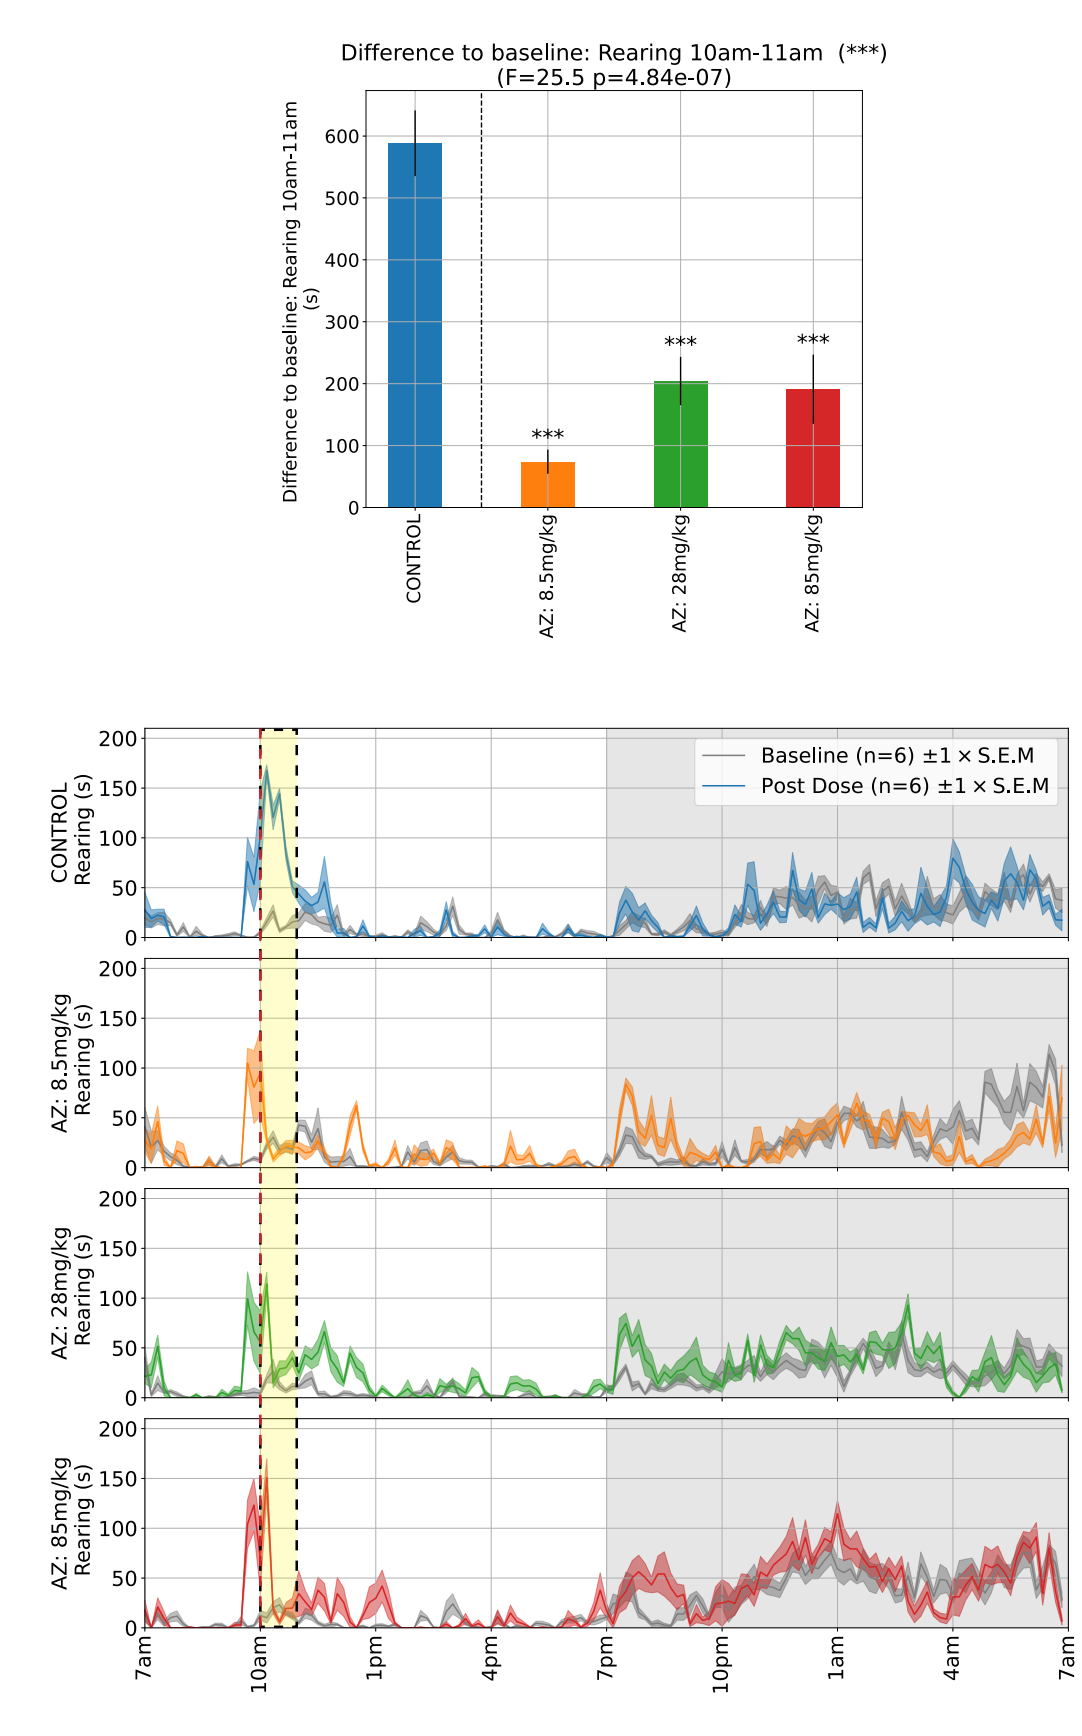 Difference to baseline: Rearing 10am-11am  (***)
(F=25.5 p=4.84e-07)
Difference to baseline: Rearing 10am-11am
(s)
600
500
400
300
200
100
0
***
***
***
CONTROL
AZ: 8.5mg/kg
AZ: 28mg/kg
AZ: 85mg/kg
CONTROL
Rearing (s)
200
150
100
50
0
Baseline (n=6) ±1 × S.E.M
Post Dose (n=6) ±1 × S.E.M
AZ: 8.5mg/kg
Rearing (s)
200
150
100
50
0
AZ: 28mg/kg
Rearing (s)
200
150
100
50
0
AZ: 85mg/kg
Rearing (s)
200
150
100
50
0
7am
10am
1pm
4pm
7pm
10pm
1am
4am
7am